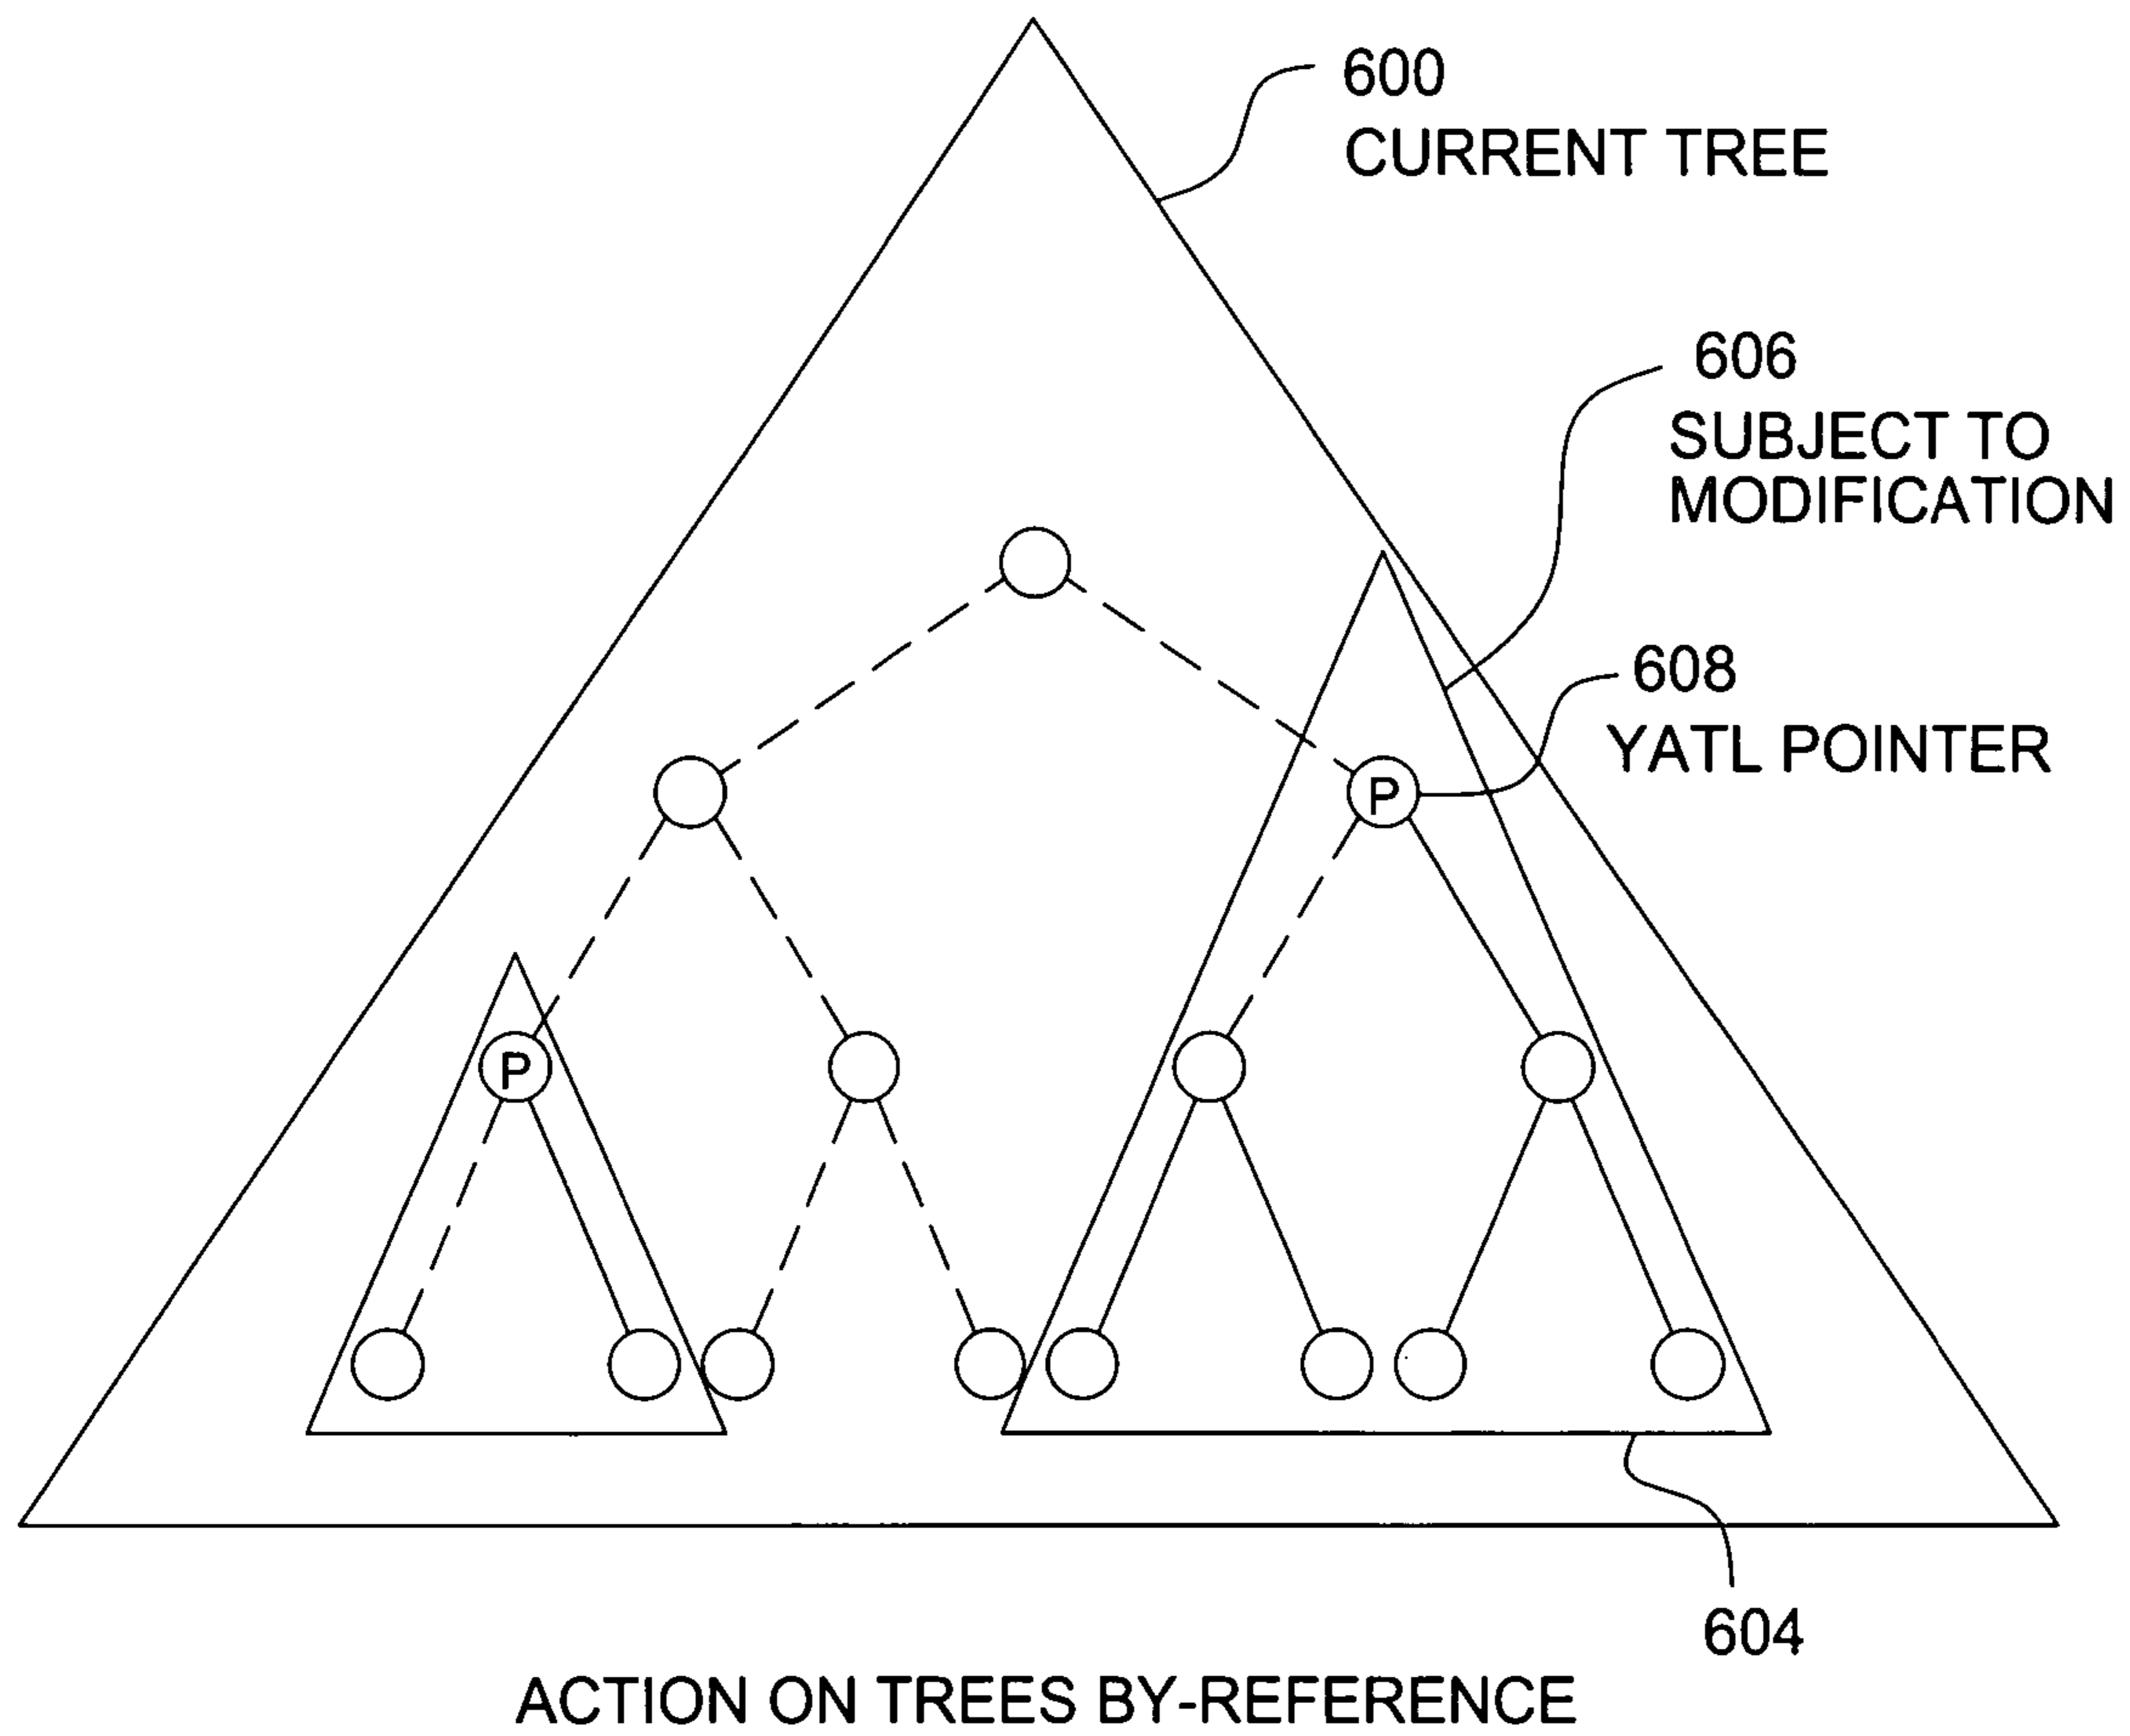 600
CURRENT TREE
606
SUBJECT TO
MODIFICATION
608
YATL POINTER
P
P
604
ACTION ON TREES BY-REFERENCE